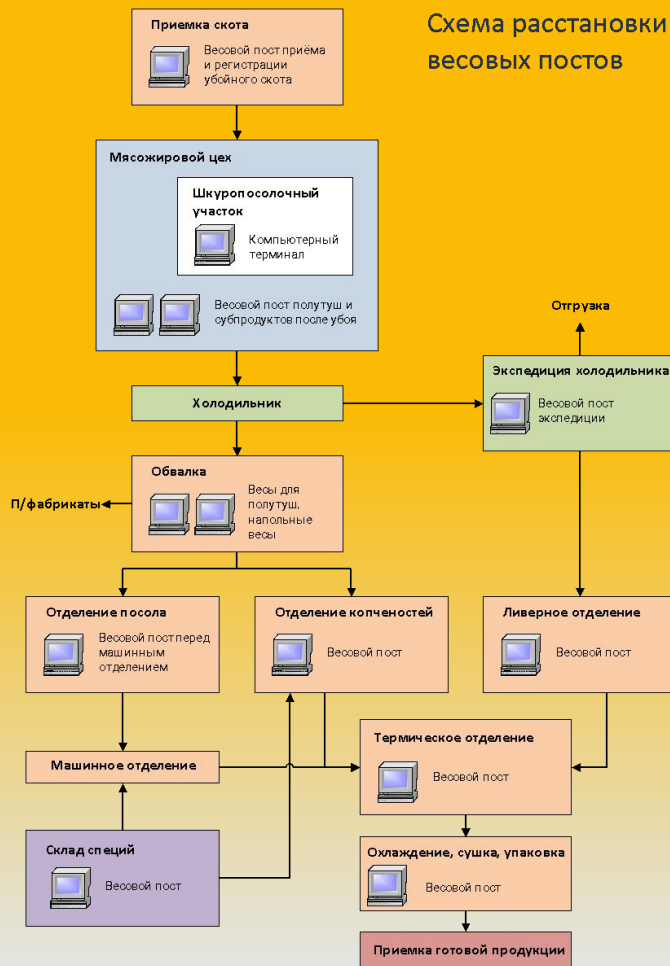 Схема расстановки
весовых постов
Приемка скота
Весовой пост приёма
и регистрации
убойного скота
Мясожировой цех
Шкуропосолочный
участок
Компьютерный
терминал
Весовой пост полутуш и
субпродуктов после убоя
Отгрузка
Экспедиция холодильника
Весовой пост
экспедиции
Холодильник
Обвалка
Весы для
полутуш,
напольные
весы
П/фабрикаты
Отделение посола
Весовой пост перед
машинным
отделением
Отделение копченостей
Весовой пост
Ливерное отделение
Весовой пост
Машинное отделение
Термическое отделение
Весовой пост
Склад специй
Весовой пост
Охлаждение, сушка, упаковка
Весовой пост
Приемка готовой продукции